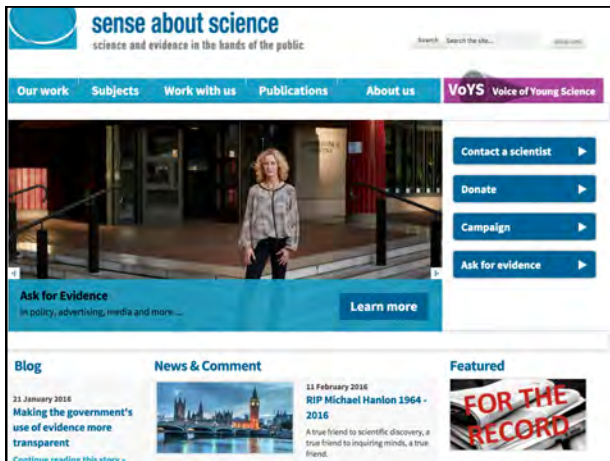 sense about science
science and evidence in the hands of the public
Search Search the site...
Our work Subjects Work with us Publications About us VoYS Voice of Young Science
Contact a scientist
Donate
Campaign
Ask for evidence
Ask for Evidence
in policy, advertising, media and more...
Learn more
Blog
21 January 2016
Making the government's
use of evidence more
transparent
Continue reading this story »
News & Comment
11 February 2016
RIP Michael Hanlon 1964 -
2016
A true friend to scientific discovery, a
true friend to inquiring minds, a true
friend.
Featured
FOR THE
RECORD